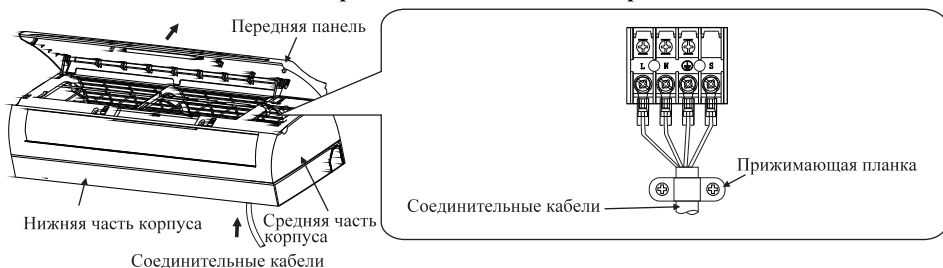 Передняя панель
L N S
Прижимающая планка
Соединительные кабели
Нижняя часть корпуса
Средняя часть
корпуса
Соединительные кабели